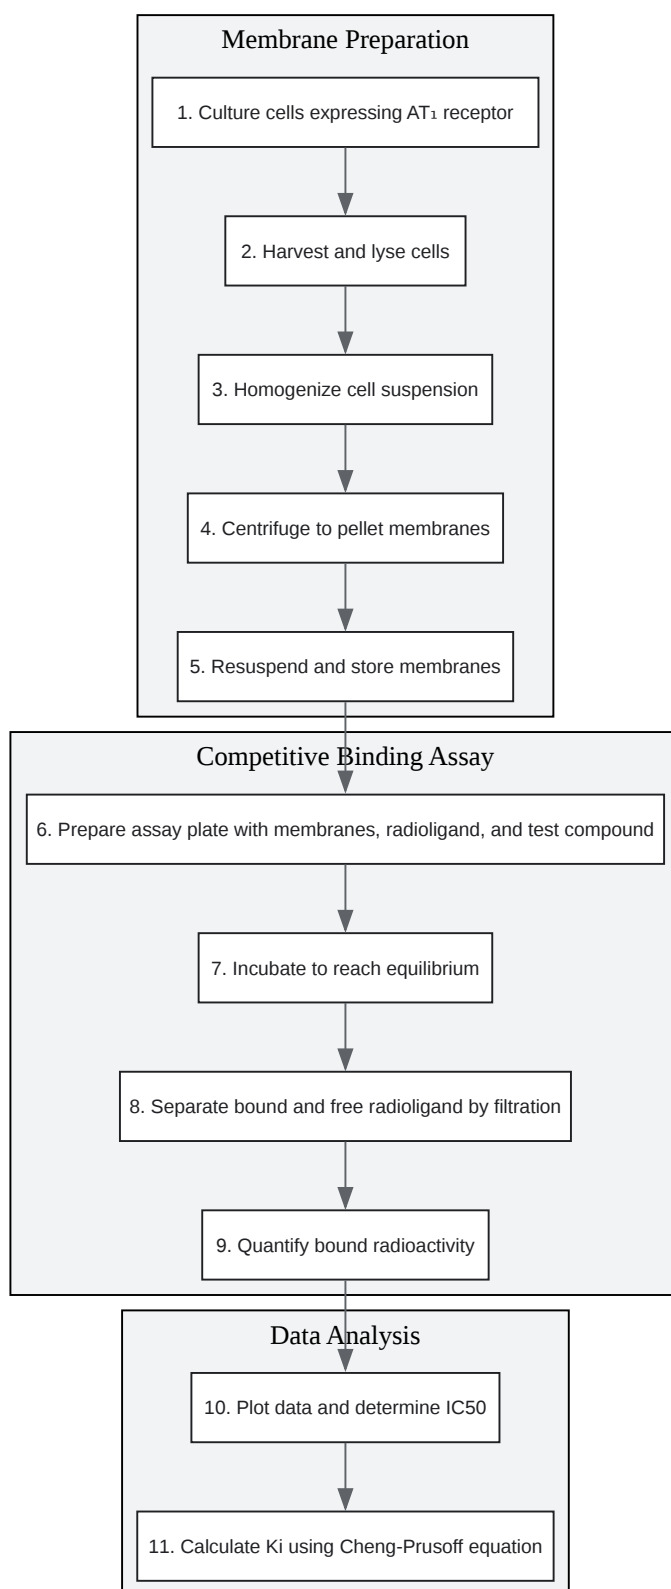 Membrane Preparation
1. Culture cells expressing AT₁ receptor
2. Harvest and lyse cells
3. Homogenize cell suspension
4. Centrifuge to pellet membranes
5. Resuspend and store membranes
Competitive Binding Assay
6. Prepare assay plate with membranes, radioligand, and test compound
7. Incubate to reach equilibrium
8. Separate bound and free radioligand by filtration
9. Quantify bound radioactivity
Data Analysis
10. Plot data and determine IC50
11. Calculate Ki using Cheng-Prusoff equation